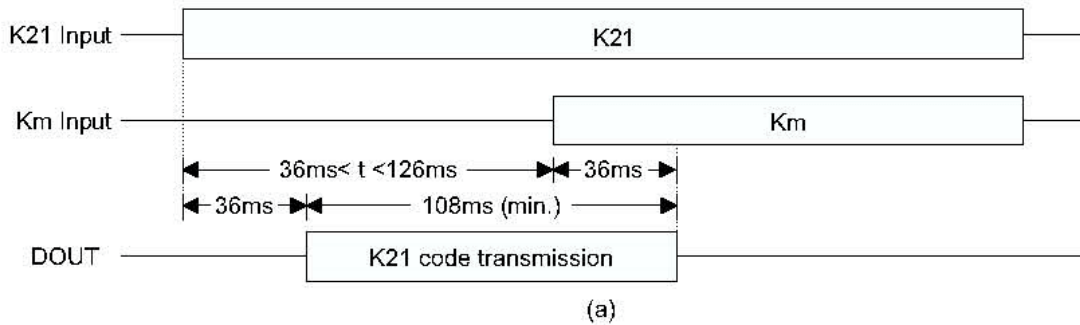 K21 Input
K21
Km Input
Km
36ms< t <126ms
36ms
36ms
108ms (min.)
DOUT
K21 code transmission
(a)